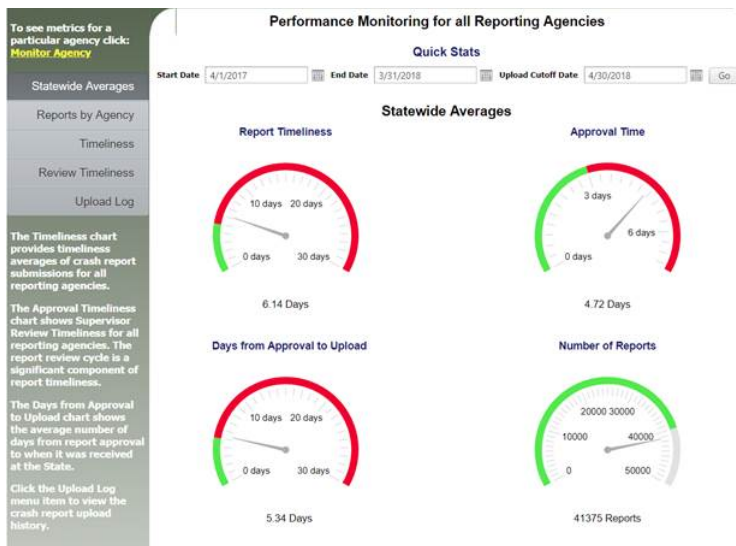 To see metrics for a
particular agency click:
Monitor Agency
Statewide Averages
Reports by Agency
Timeliness
Review Timeliness
Upload Log
The Timeliness chart
provides timeliness
averages of crash report
submissions for all
reporting agencies.
The Approval Timeliness
chart shows Supervisor
Review Timeliness for all
reporting agencies. The
report review cycle is a
significant component of
report timeliness.
The Days from Approval
to Upload chart shows
the average number of
days from report approval
to when it was received
at the State.
Click the Upload Log
menu item to view the
crash report upload
history.
Performance Monitoring for all Reporting Agencies
Quick Stats
Start Date 4/1/2017 End Date 3/31/2018 Upload Cutoff Date 4/30/2018 Go
Statewide Averages
Report Timeliness
10 days 20 days
0 days 30 days
6.14 Days
Approval Time
3 days
6 days
0 days
4.72 Days
Days from Approval to Upload
10 days 20 days
0 days 30 days
5.34 Days
Number of Reports
20000 30000
10000 40000
0 50000
41375 Reports